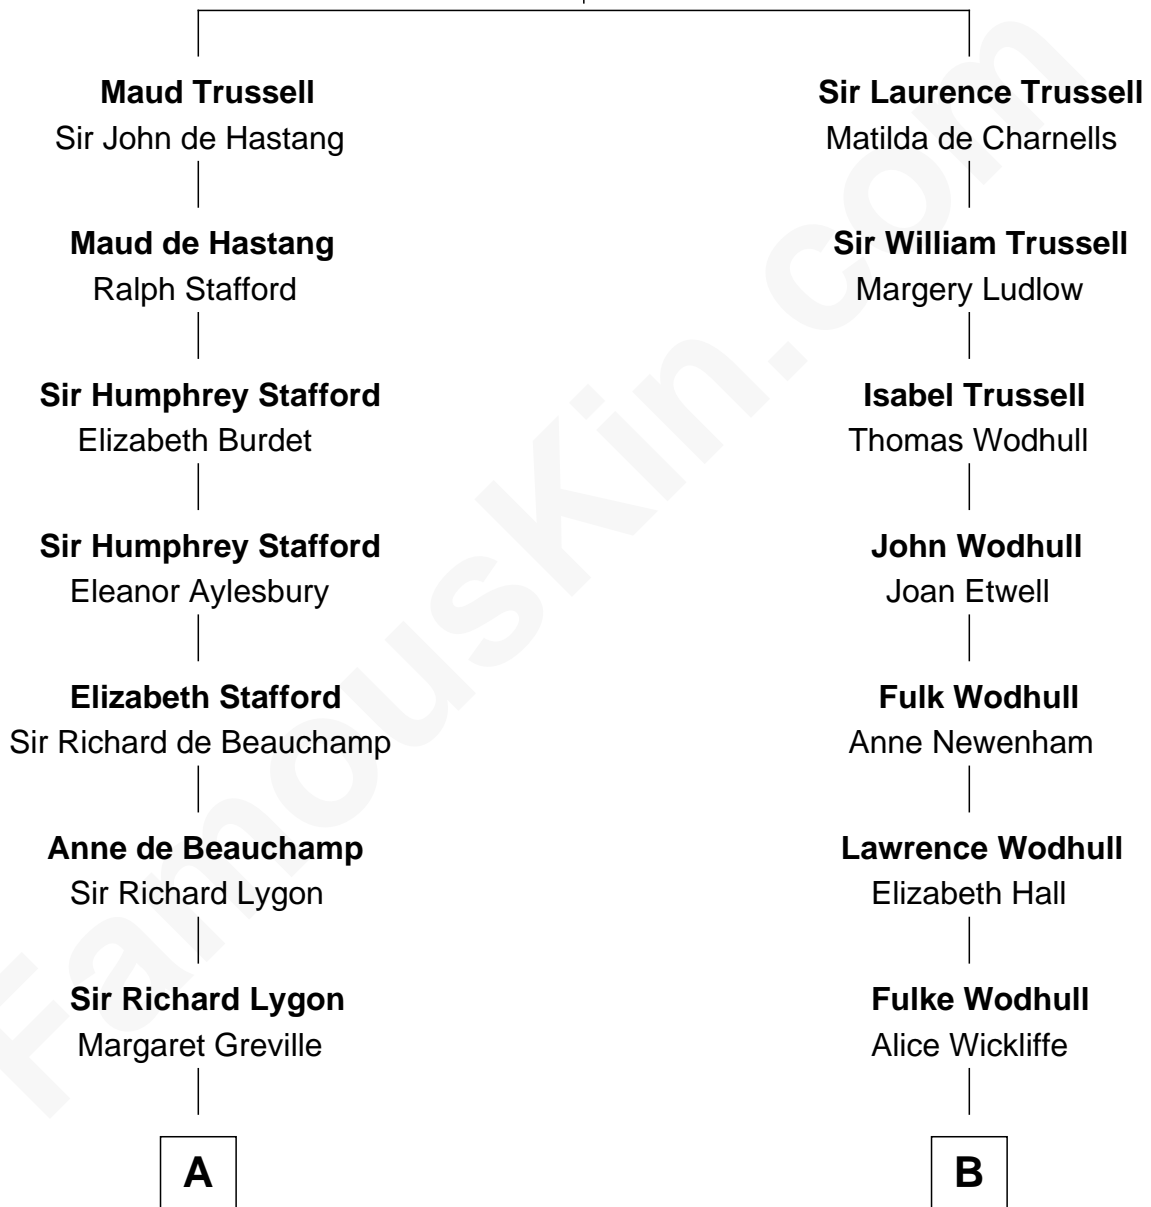 Maud Trussell
Sir John de Hastang
Maud de Hastang
Ralph Stafford
Sir Humphrey Stafford
Elizabeth Burdet
Sir Humphrey Stafford
Eleanor Aylesbury
Elizabeth Stafford
Sir Richard de Beauchamp
Anne de Beauchamp
Sir Richard Lygon
Sir Richard Lygon
Margaret Greville
A
Sir Laurence Trussell
Matilda de Charnells
Sir William Trussell
Margery Ludlow
Isabel Trussell
Thomas Wodhull
John Wodhull
Joan Etwell
Fulk Wodhull
Anne Newenham
Lawrence Wodhull
Elizabeth Hall
Fulke Wodhull
Alice Wickliffe
B
FamousKin.com